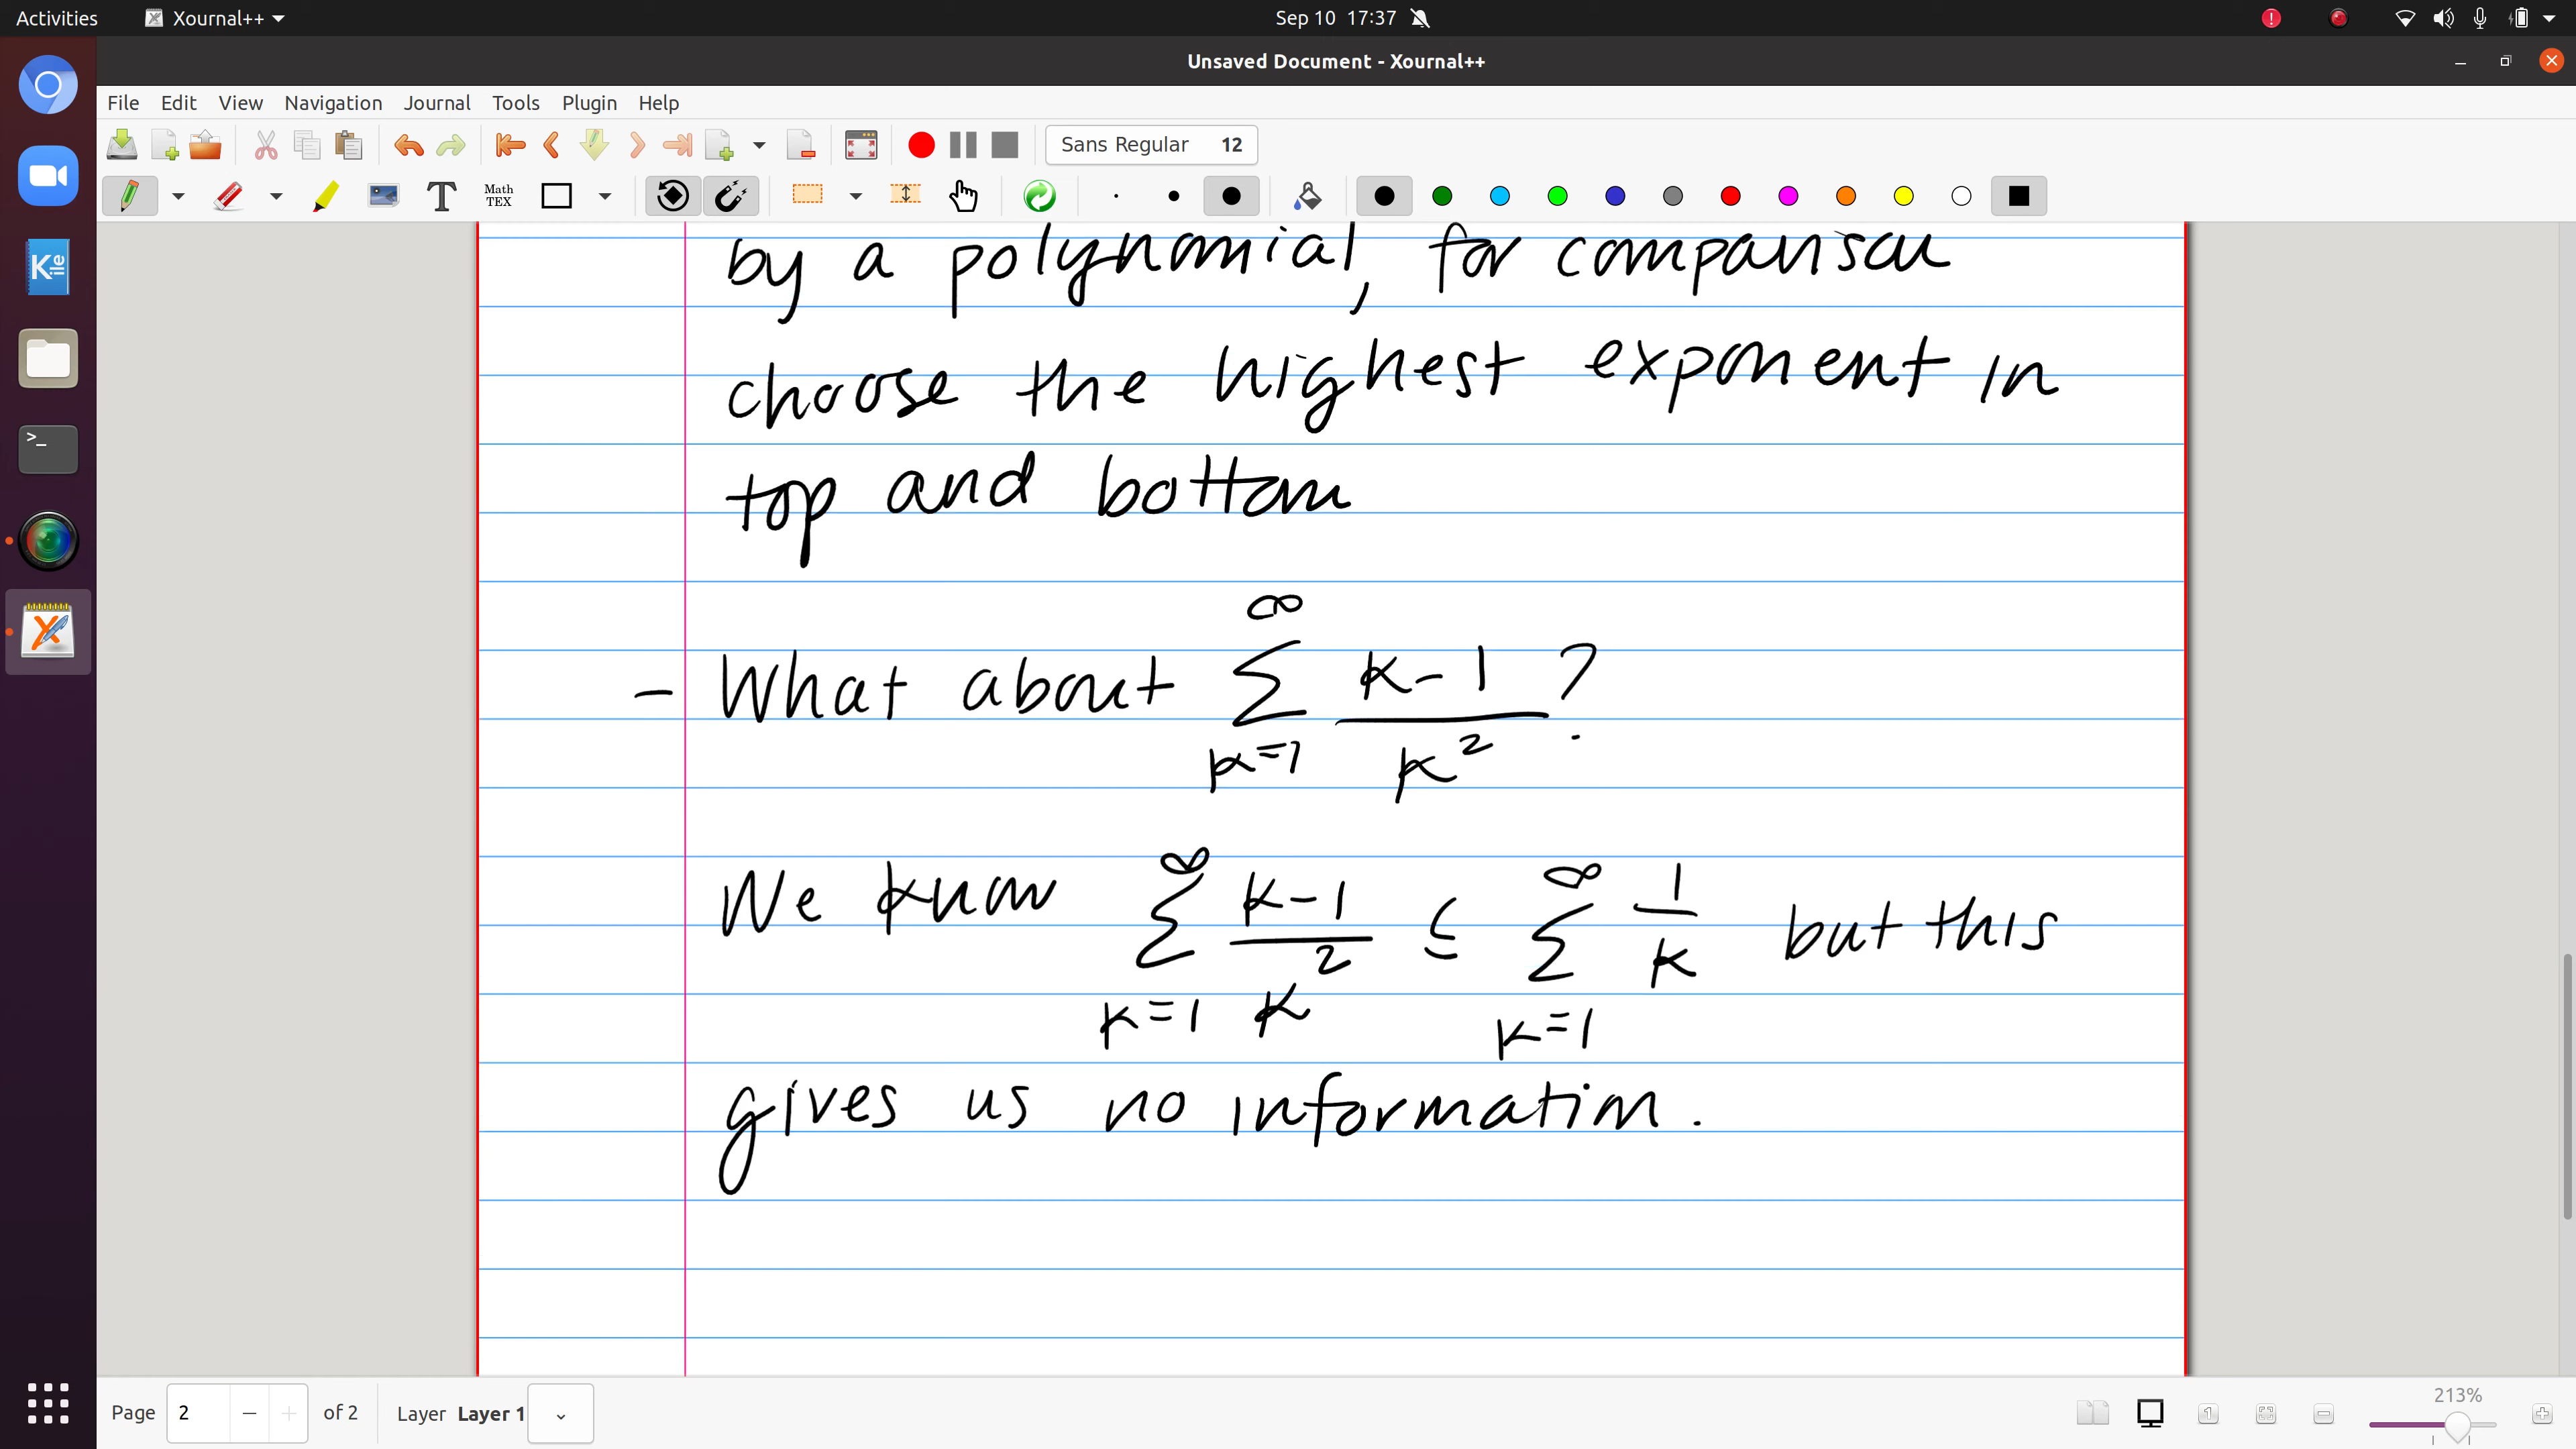 Activities Xournal++ Sep 10 17:37
Unsaved Document - Xournal++
File Edit View Navigation Journal Tools Plugin Help
Sans Regular 12
Math TEX
by a polynomial, for comparison
choose the highest exponent in
top and bottom
- What about ∑_{k=1}^{∞} (k-1)/k² ?
We know ∑_{k=1}^{∞} (k-1)/k² ≤ ∑_{k=1}^{∞} 1/k but this
gives us no information.
Page 2 of 2 Layer Layer 1 213%